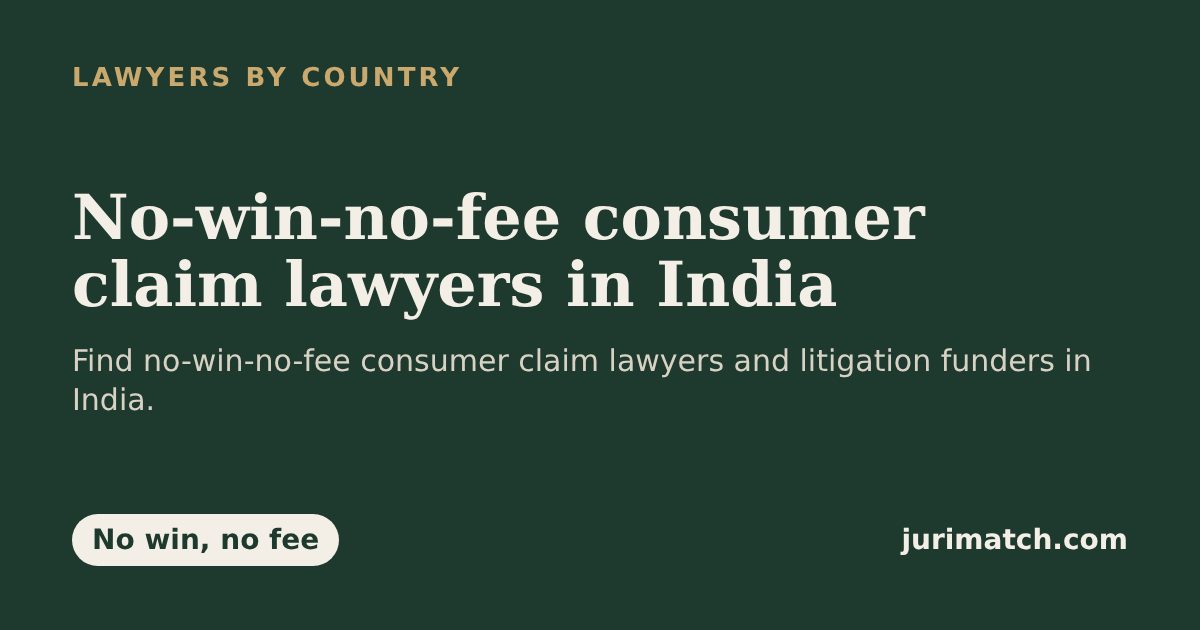 LAWYERS BY COUNTRY
No-win-no-fee consumer
claim lawyers in India
Find no-win-no-fee consumer claim lawyers and litigation funders in
India.
No win, no fee
jurimatch.com